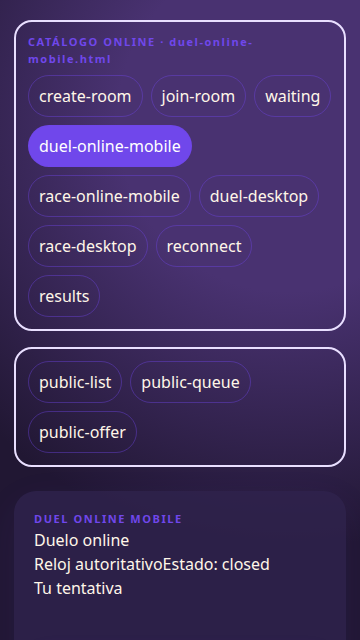 CATÁLOGO ONLINE · duel-online-
mobile.html
create-room join-room waiting
duel-online-mobile
race-online-mobile duel-desktop
race-desktop reconnect
results
public-list public-queue
public-offer
DUEL ONLINE MOBILE
Duelo online
Reloj autoritativoEstado: closed
Tu tentativa